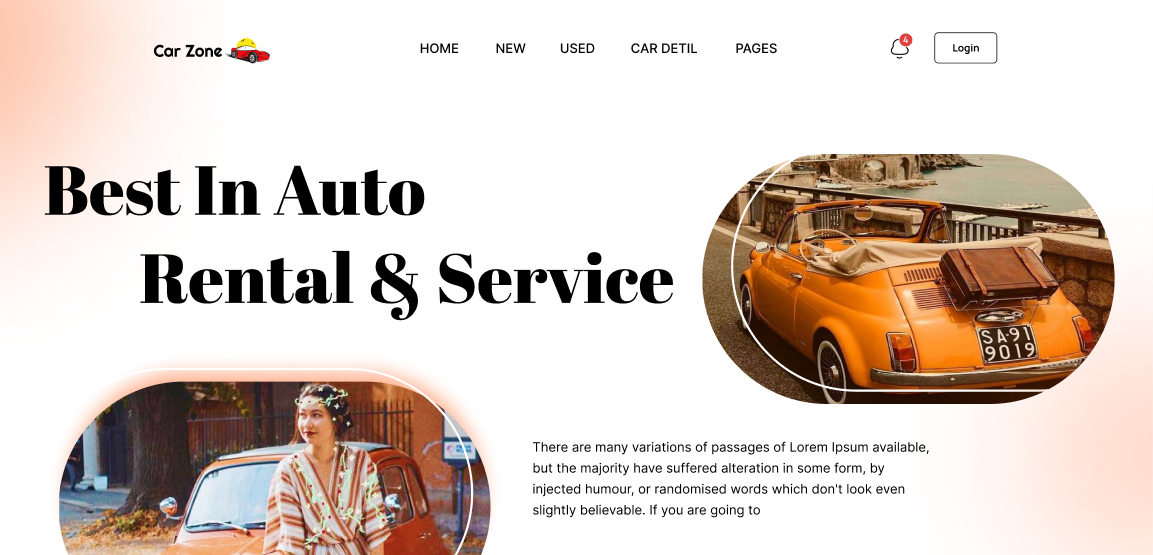 Car Zone
HOME NEW USED CAR DETIL PAGES
4
Login
Best In Auto
Rental & Service
SA 91
9019
There are many variations of passages of Lorem Ipsum available,
but the majority have suffered alteration in some form, by
injected humour, or randomised words which don't look even
slightly believable. If you are going to